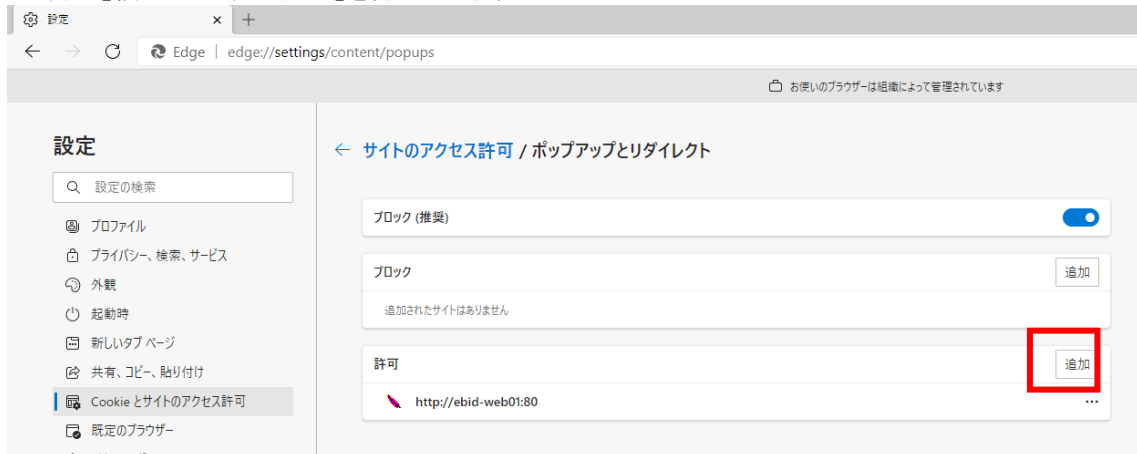 設定
Edge | edge://settings/content/popups
お使いのブラウザーは組織によって管理されています
設定
設定の検索
プロファイル
プライバシー、検索、サービス
外観
起動時
新しいタブ ページ
共有、コピー、貼り付け
Cookie とサイトのアクセス許可
既定のブラウザー
サイトのアクセス許可 / ポップアップとリダイレクト
ブロック (推奨)
ブロック
追加
追加されたサイトはありません
許可
追加
http://ebid-web01:80